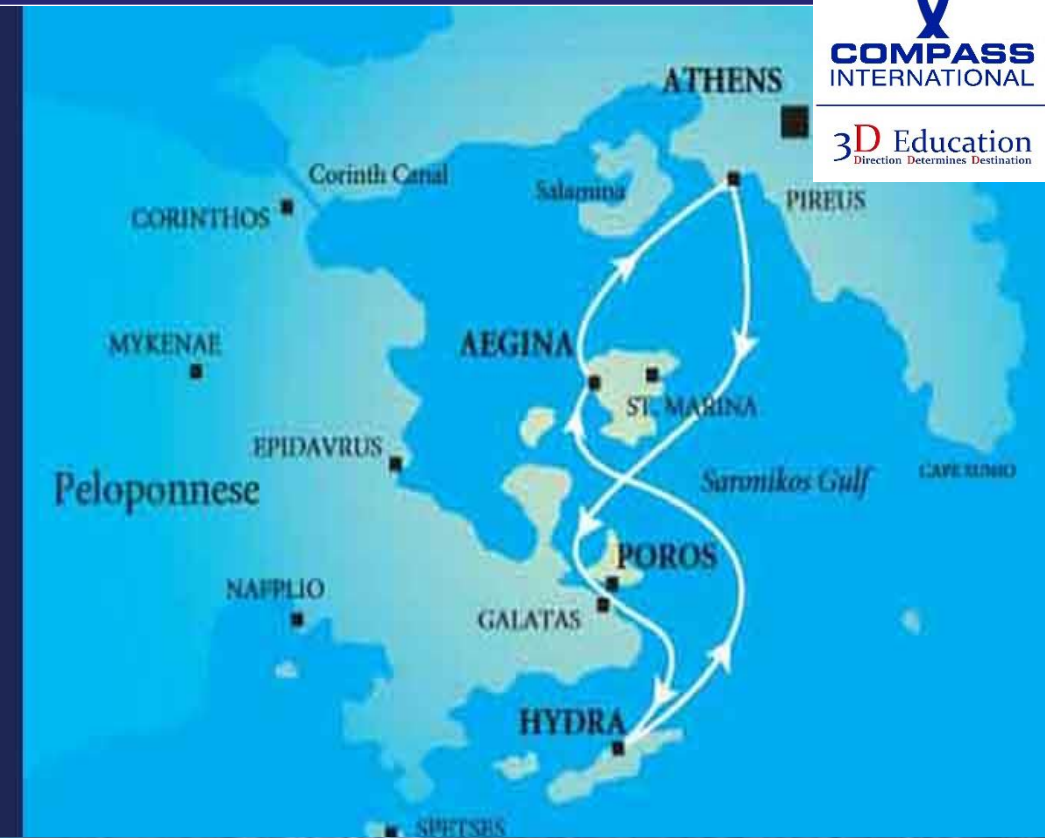 COMPASS
INTERNATIONAL
3D Education
Direction Determines Destination
ATHENS
Corinth Canal
Salamina
CORINTHOS
PIREUS
MYKENAE
AEGINA
ST. MARINA
EPIDAVRUS
Peloponnese
Saronikos Gulf
CAPE SUNIO
POROS
NAFPLIO
GALATAS
HYDRA
SPETSES